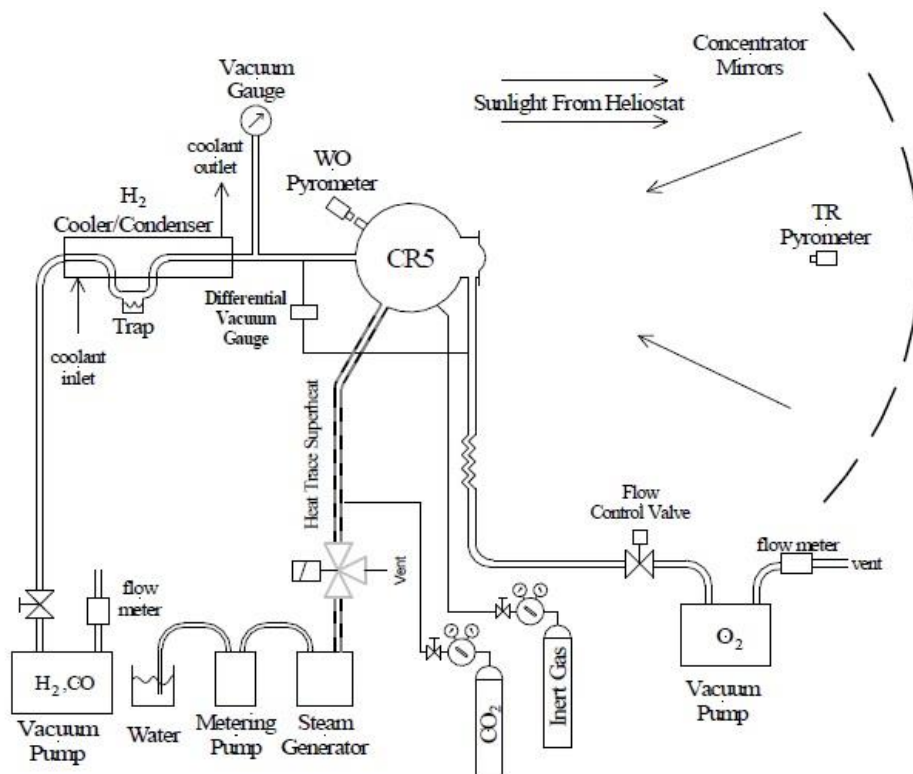 Concentrator
Mirrors
Sunlight From Heliostat
Vacuum
Gauge
coolant
outlet
WO
Pyrometer
H2
Cooler/Condenser
TR
Pyrometer
CR5
Differential
Vacuum
Gauge
Trap
coolant
inlet
Heat Trace Superheat
Flow
Control Valve
flow meter
vent
Vent
flow
meter
O2
Inert Gas
H2,CO
CO2
Vacuum
Pump
Water
Metering
Pump
Steam
Generator
Vacuum
Pump